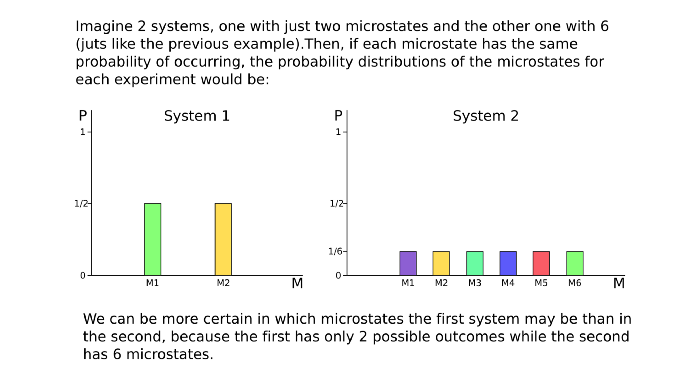 Imagine 2 systems, one with just two microstates and the other one with 6
(juts like the previous example).Then, if each microstate has the same
probability of occurring, the probability distributions of the microstates for
each experiment would be:
P System 1
1
1/2
0
M1 M2 M
P System 2
1
1/2
1/6
0
M1 M2 M3 M4 M5 M6 M
We can be more certain in which microstates the first system may be than in
the second, because the first has only 2 possible outcomes while the second
has 6 microstates.